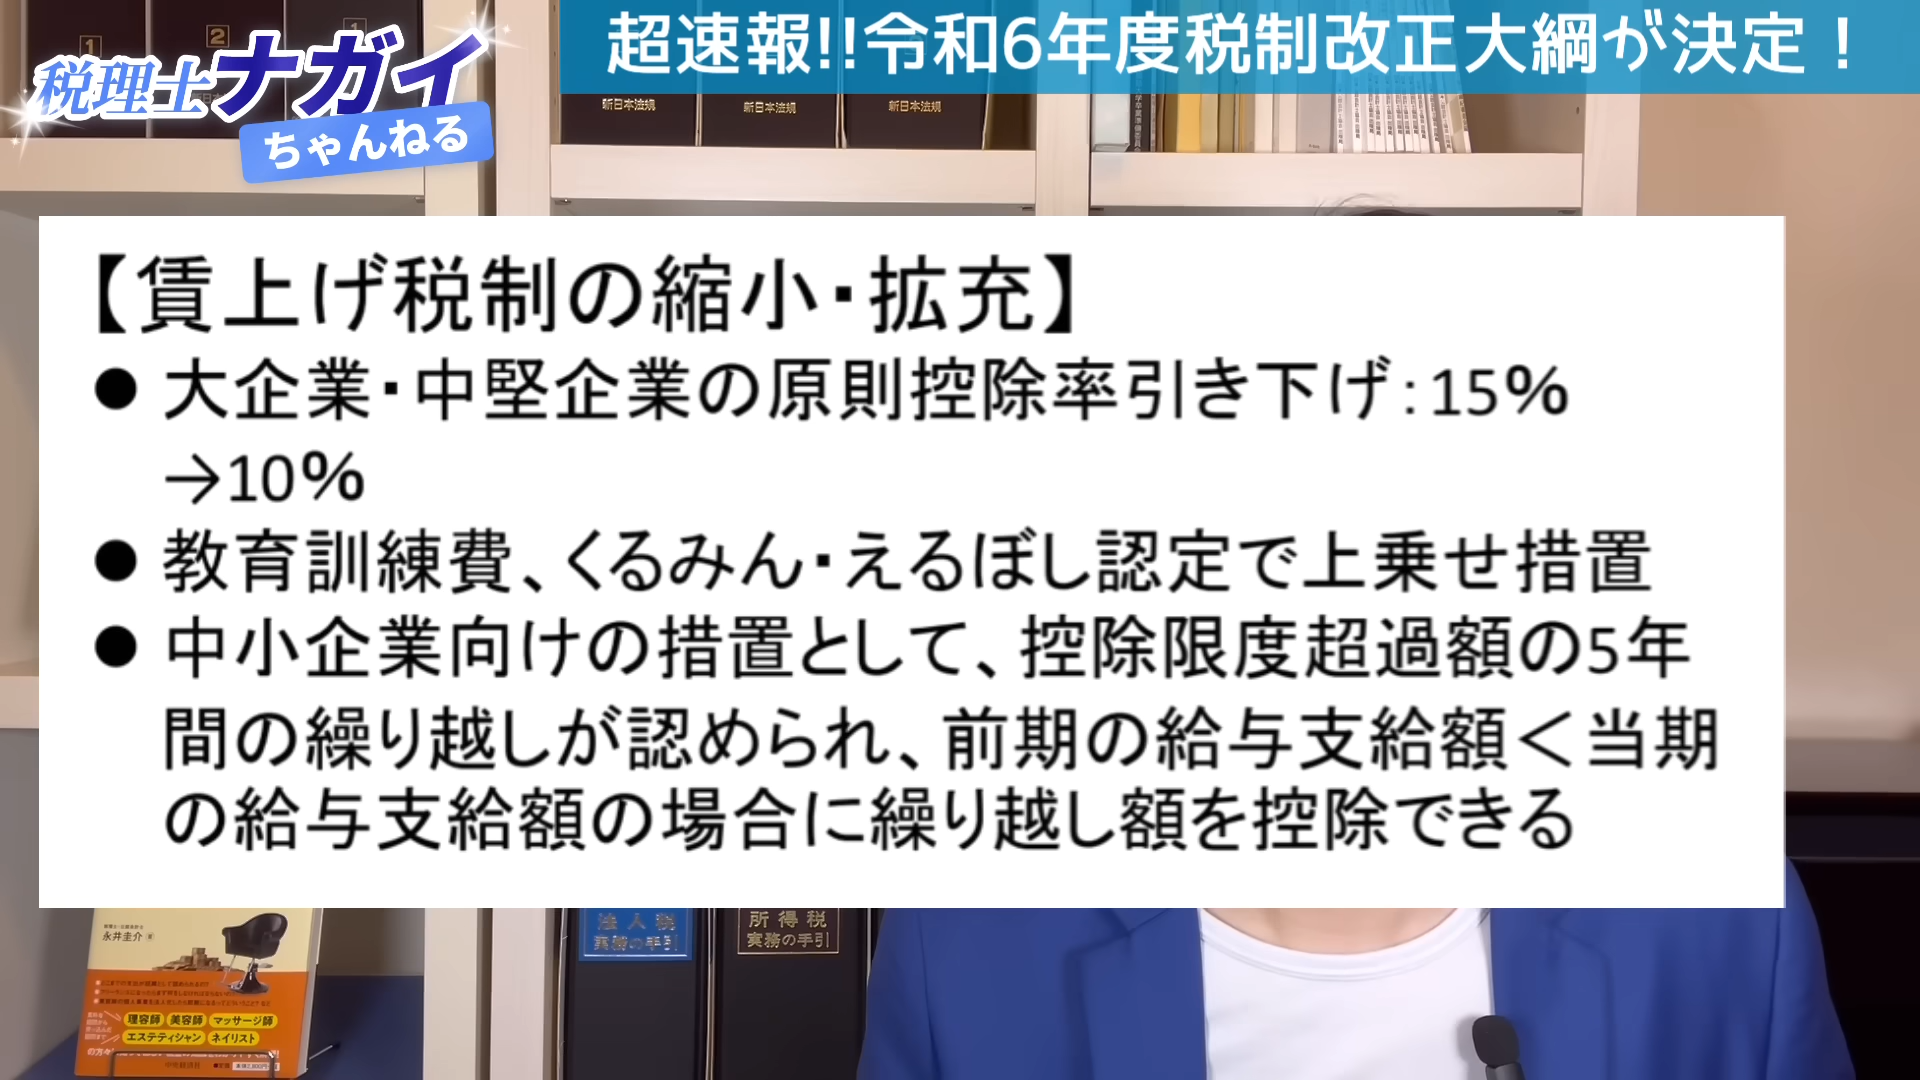 超速報!!令和6年度税制改正大綱が決定！
税理士ナガイ
ちゃんねる
1
2
1
新日本法規
新日本法規
新日本法規
【賃上げ税制の縮小・拡充】
● 大企業・中堅企業の原則控除率引き下げ：15％
→10％
● 教育訓練費、くるみん・えるぼし認定で上乗せ措置
● 中小企業向けの措置として、控除限度超過額の5年
間の繰り越しが認められ、前期の給与支給額＜当期
の給与支給額の場合に繰り越し額を控除できる
永井圭介
理容師 美容師 マッサージ師
エステティシャン ネイリスト
法人税
実務の手引
所得税
実務の手引